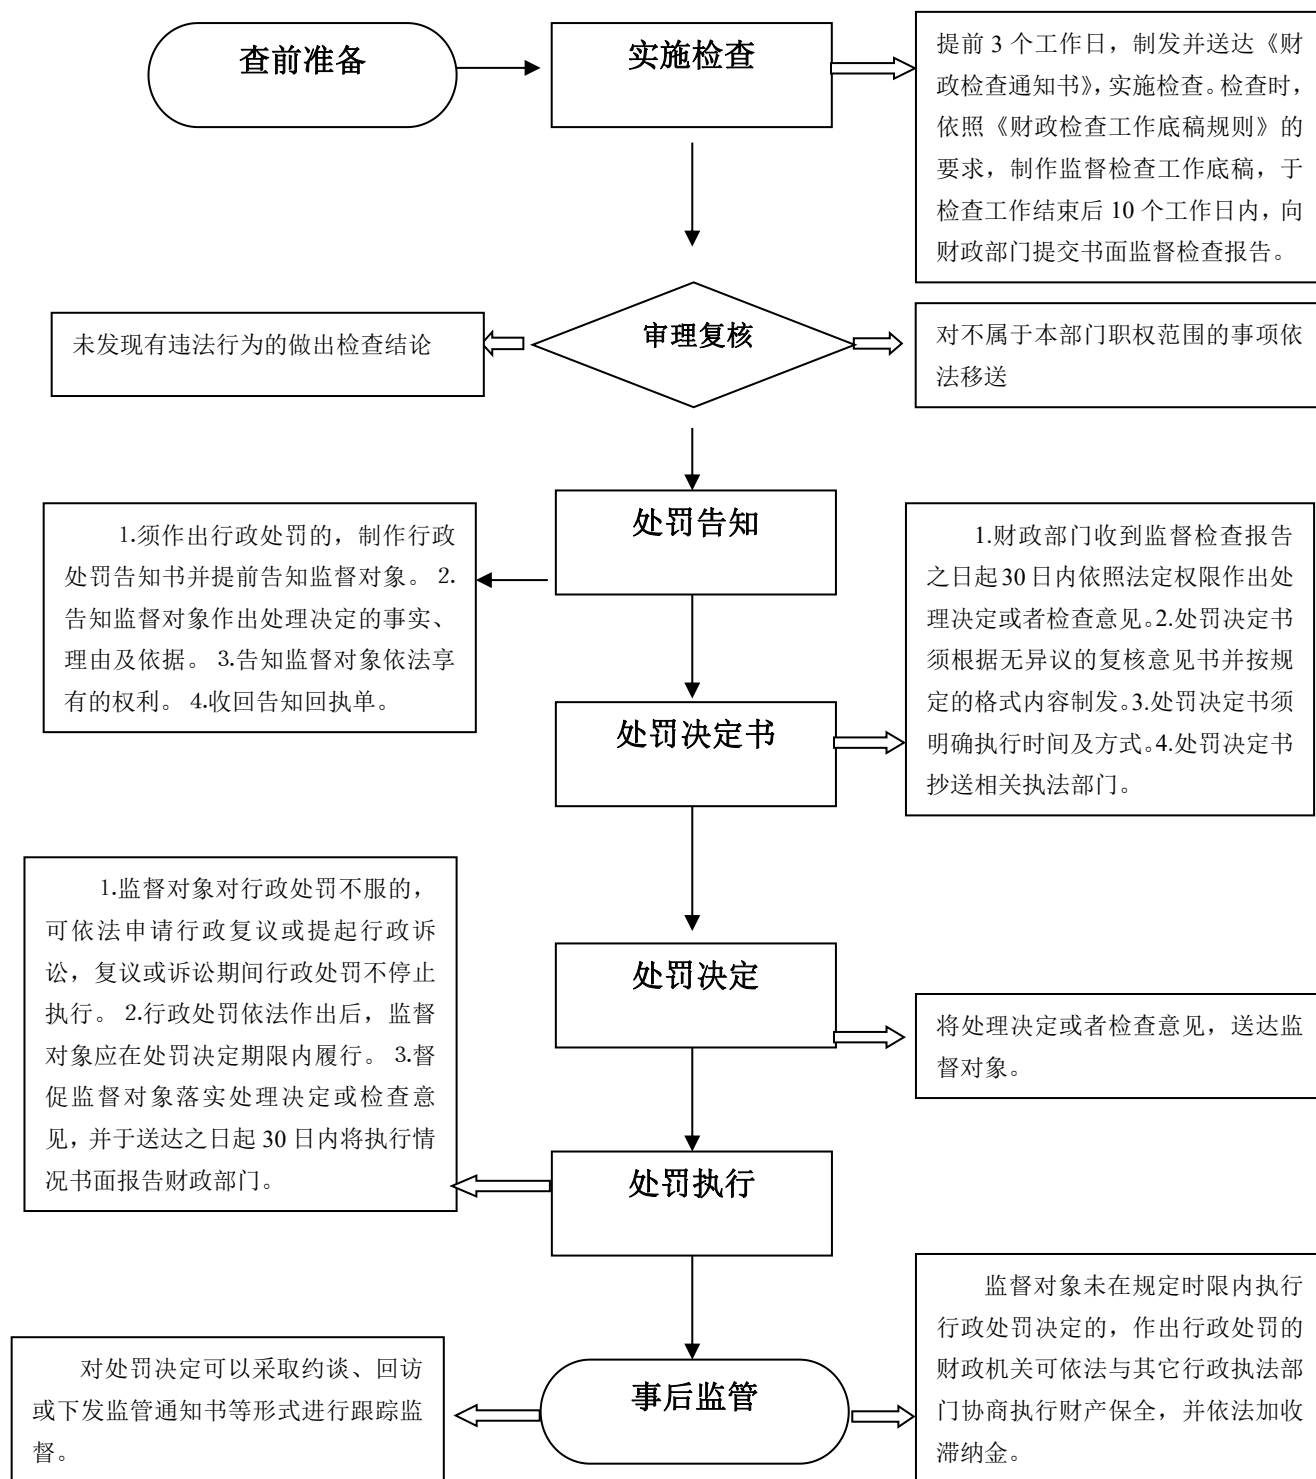 查前准备
实施检查
提前 3 个工作日，制发并送达《财
政检查通知书》，实施检查。检查时，
依照《财政检查工作底稿规则》的
要求，制作监督检查工作底稿，于
检查工作结束后 10 个工作日内，向
财政部门提交书面监督检查报告。
未发现有违法行为的做出检查结论
审理复核
对不属于本部门职权范围的事项依
法移送
处罚告知
1.须作出行政处罚的，制作行政
处罚告知书并提前告知监督对象。 2.
告知监督对象作出处理决定的事实、
理由及依据。 3.告知监督对象依法享
有的权利。 4.收回告知回执单。
1.财政部门收到监督检查报告
之日起 30 日内依照法定权限作出处
理决定或者检查意见。2.处罚决定书
须根据无异议的复核意见书并按规
定的格式内容制发。3.处罚决定书须
明确执行时间及方式。4.处罚决定书
抄送相关执法部门。
处罚决定书
1.监督对象对行政处罚不服的，
可依法申请行政复议或提起行政诉
讼，复议或诉讼期间行政处罚不停止
执行。 2.行政处罚依法作出后，监督
对象应在处罚决定期限内履行。 3.督
促监督对象落实处理决定或检查意
见，并于送达之日起 30 日内将执行情
况书面报告财政部门。
处罚决定
将处理决定或者检查意见，送达监
督对象。
处罚执行
监督对象未在规定时限内执行
行政处罚决定的，作出行政处罚的
财政机关可依法与其它行政执法部
门协商执行财产保全，并依法加收
滞纳金。
对处罚决定可以采取约谈、回访
或下发监管通知书等形式进行跟踪监
督。
事后监管